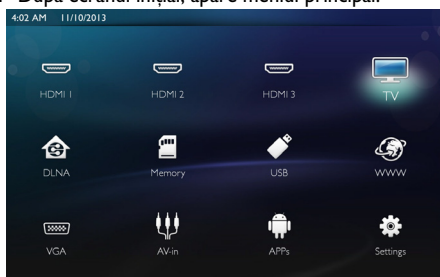 După ecranul inițial, apare meniul principal.
4:02 AM 11/10/2013
HDMI 1 HDMI 2 HDMI 3 TV
DLNA Memory USB WWW
VGA AV-in APPs Settings